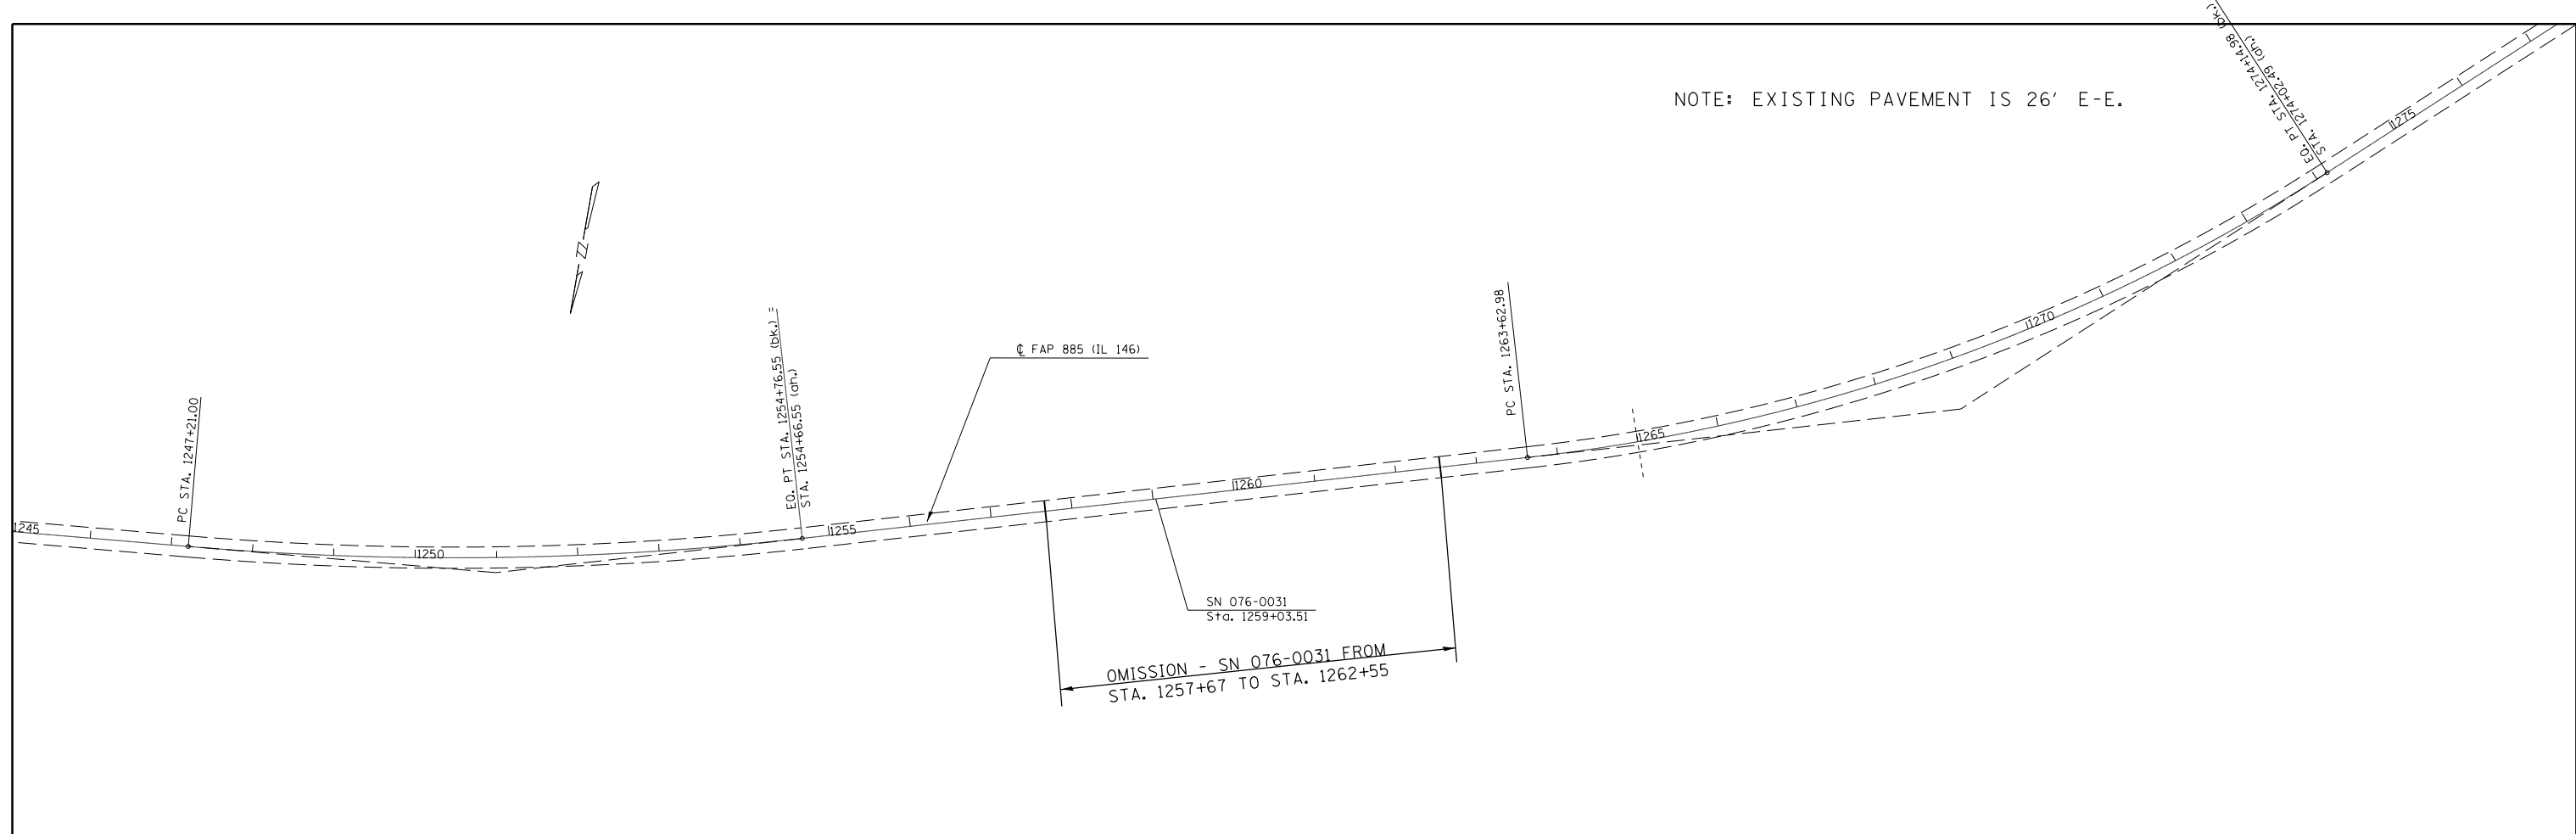 NOTE: EXISTING PAVEMENT IS 26' E-E.
EQ. PT STA. 1274+14.98 (bk.)
STA. 1274+02.49 (ah.)
1275
1270
PC STA. 1263+62.98
1265
1260
℄ FAP 885 (IL 146)
EQ. PT STA. 1254+76.55 (bk.) =
STA. 1254+66.55 (ah.)
1255
PC STA. 1247+21.00
1245
1250
SN 076-0031
Sta. 1259+03.51
OMISSION - SN 076-0031 FROM
STA. 1257+67 TO STA. 1262+55